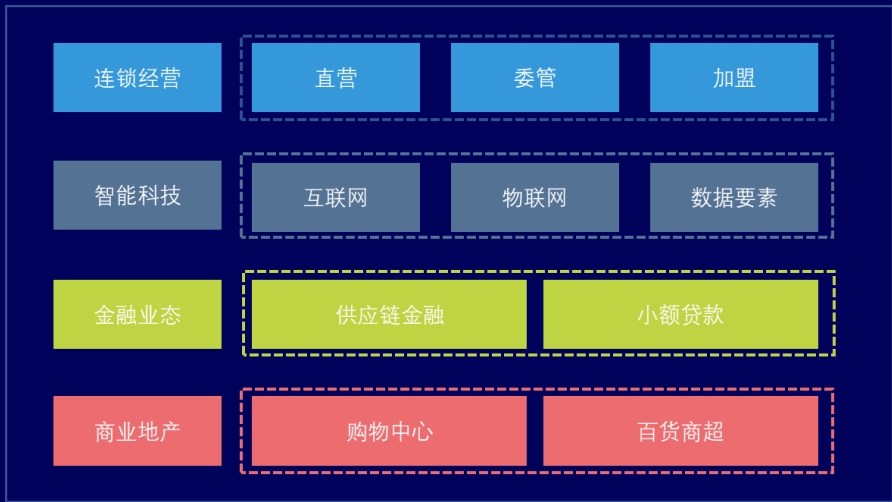 连锁经营 直营 委管 加盟
智能科技 互联网 物联网 数据要素
金融业态 供应链金融 小额贷款
商业地产 购物中心 百货商超